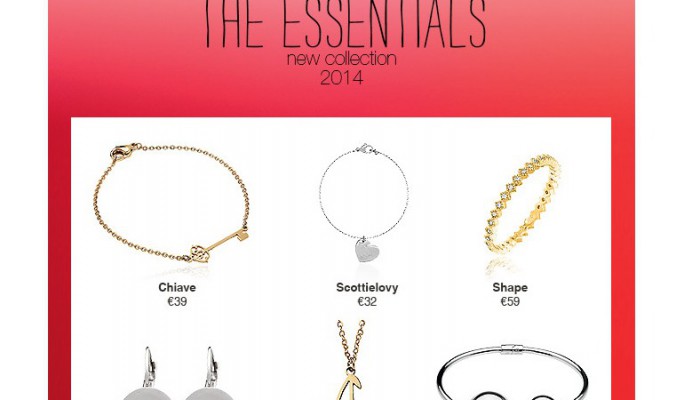 THE ESSENTIALS
new collection
2014
Chiave
€39
Scottielovy
€32
Shape
€59